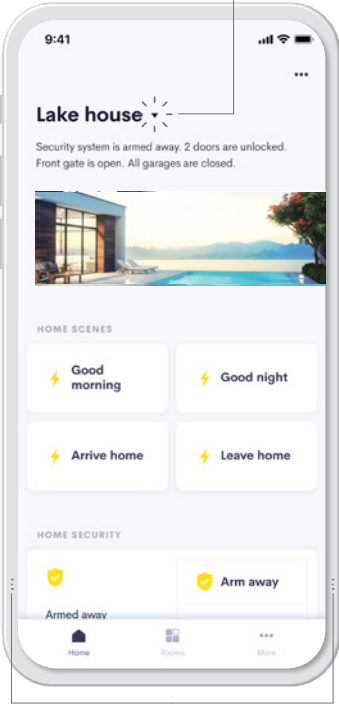 9:41
Lake house
Security system is armed away. 2 doors are unlocked.
Front gate is open. All garages are closed.
HOME SCENES
Good
morning
Good night
Arrive home
Leave home
HOME SECURITY
Arm away
Armed away
Home
Rooms
More